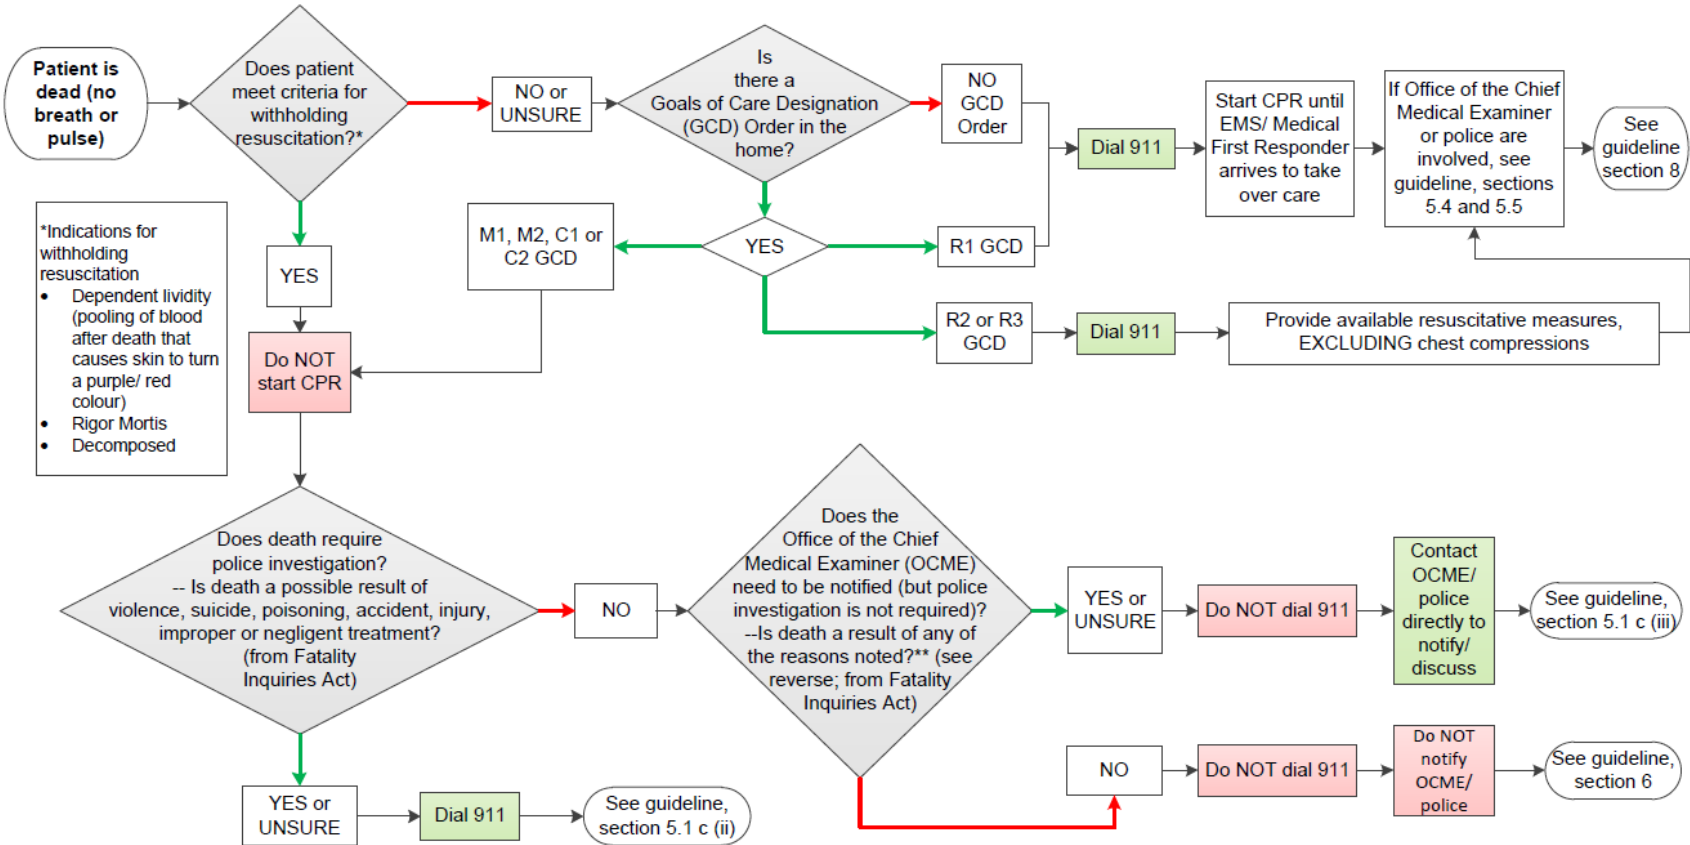 Patient is
dead (no
breath or
pulse)
Does patient
meet criteria for
withholding
resuscitation?*
NO or
UNSURE
Is
there a
Goals of Care Designation
(GCD) Order in the
home?
NO
GCD
Order
Dial 911
Start CPR until
EMS/ Medical
First Responder
arrives to take
over care
If Office of the Chief
Medical Examiner
or police are
involved, see
guideline, sections
5.4 and 5.5
See
guideline
section 8
*Indications for
withholding
resuscitation
• Dependent lividity
(pooling of blood
after death that
causes skin to turn
a purple/ red
colour)
• Rigor Mortis
• Decomposed
YES
M1, M2, C1 or
C2 GCD
YES
R1 GCD
R2 or R3
GCD
Dial 911
Provide available resuscitative measures,
EXCLUDING chest compressions
Do NOT
start CPR
Does death require
police investigation?
-- Is death a possible result of
violence, suicide, poisoning, accident, injury,
improper or negligent treatment?
(from Fatality
Inquiries Act)
NO
Does the
Office of the Chief
Medical Examiner (OCME)
need to be notified (but police
investigation is not required)?
--Is death a result of any of
the reasons noted?** (see
reverse; from Fatality
Inquiries Act)
YES or
UNSURE
Do NOT dial 911
Contact
OCME/
police
directly to
notify/
discuss
See guideline,
section 5.1 c (iii)
NO
Do NOT dial 911
Do NOT
notify
OCME/
police
See guideline,
section 6
YES or
UNSURE
Dial 911
See guideline,
section 5.1 c (ii)